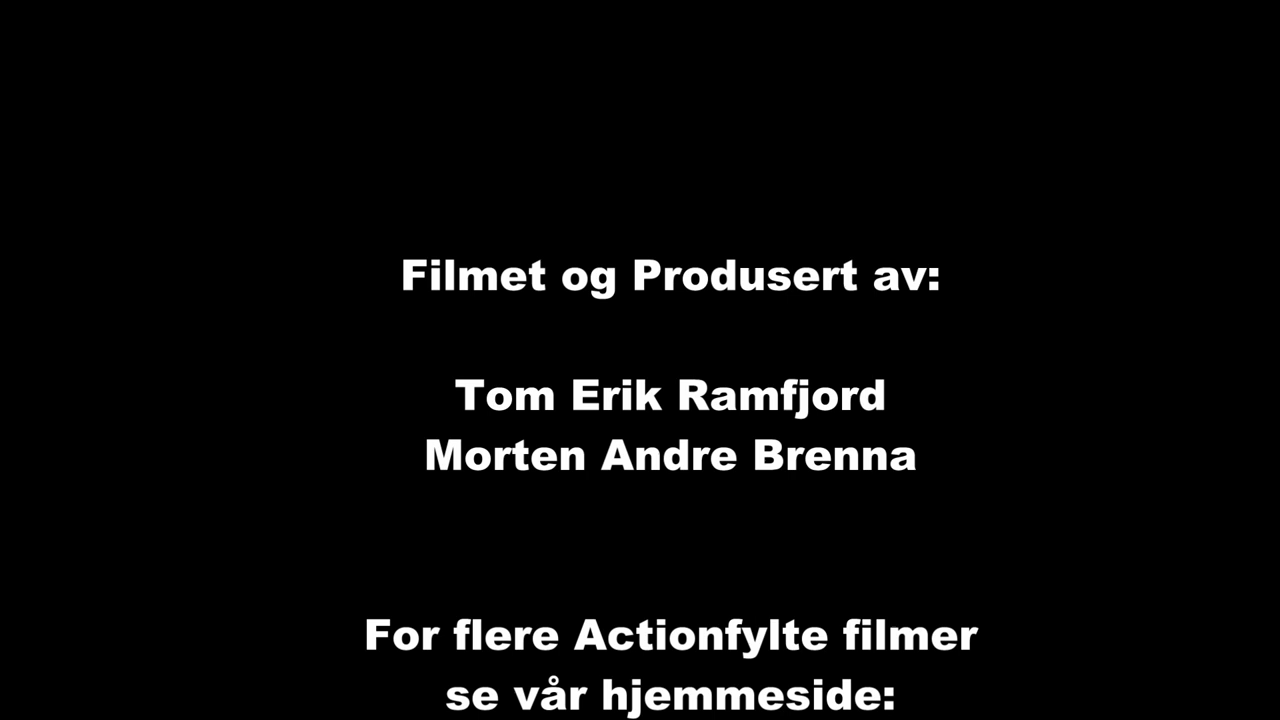 Filmet og Produsert av:
Tom Erik Ramfjord
Morten Andre Brenna
For flere Actionfylte filmer
se vår hjemmeside: